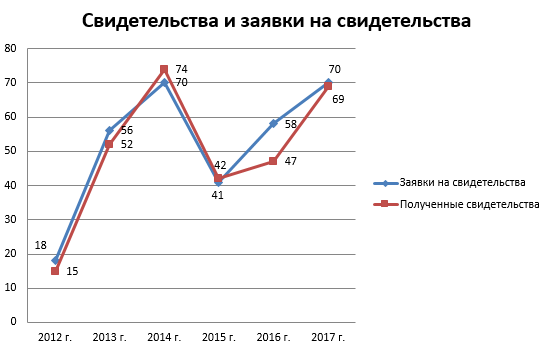 Свидетельства и заявки на свидетельства
80
70
60
50
40
30
20
10
0
18
15
56
52
74
70
42
41
58
47
70
69
2012 г.
2013 г.
2014 г.
2015 г.
2016 г.
2017 г.
Заявки на свидетельства
Полученные свидетельства